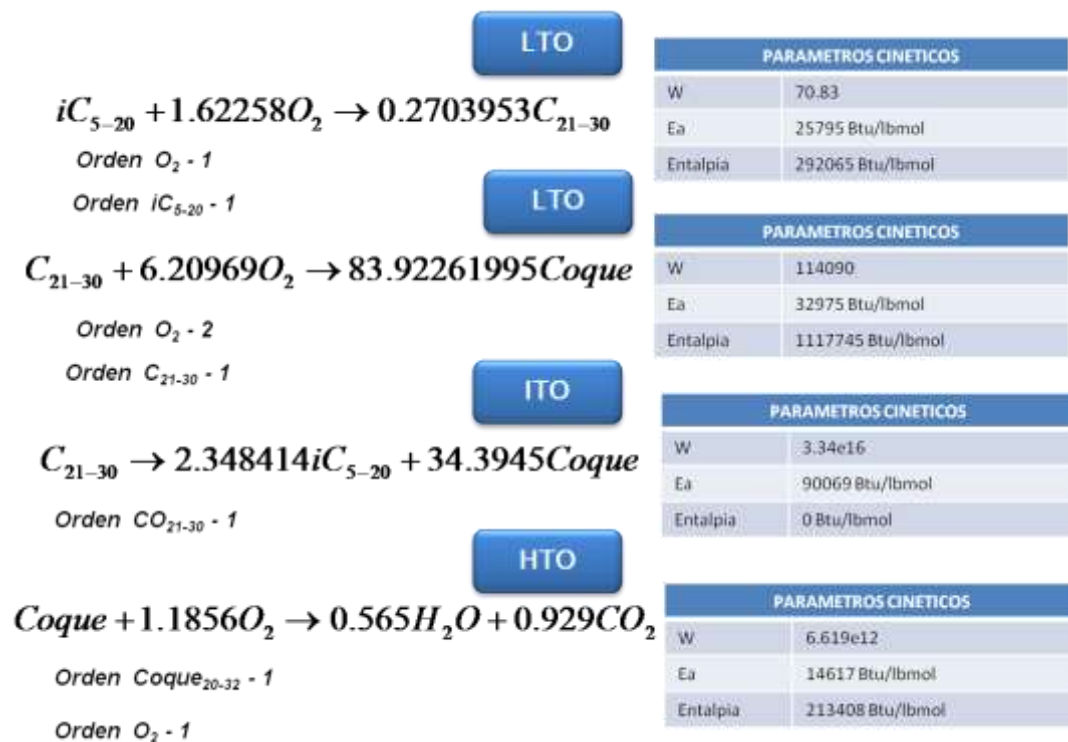 LTO
PARAMETROS CINETICOS
iC5-20 + 1.62258O2 → 0.2703953C21-30
W 70.83
Ea 25795 Btu/lbmol
Entalpia 292065 Btu/lbmol
Orden O2 - 1
Orden iC5-20 - 1
LTO
PARAMETROS CINETICOS
C21-30 + 6.20969O2 → 83.92261995Coque
W 114090
Ea 32975 Btu/lbmol
Entalpia 1117745 Btu/lbmol
Orden O2 - 2
Orden C21-30 - 1
ITO
PARAMETROS CINETICOS
C21-30 → 2.348414iC5-20 + 34.3945Coque
W 3.34e16
Ea 90069 Btu/lbmol
Entalpia 0 Btu/lbmol
Orden CO21-30 - 1
HTO
PARAMETROS CINETICOS
Coque + 1.1856O2 → 0.565H2O + 0.929CO2
W 6.619e12
Ea 14617 Btu/lbmol
Entalpia 213408 Btu/lbmol
Orden Coque20-32 - 1
Orden O2 - 1